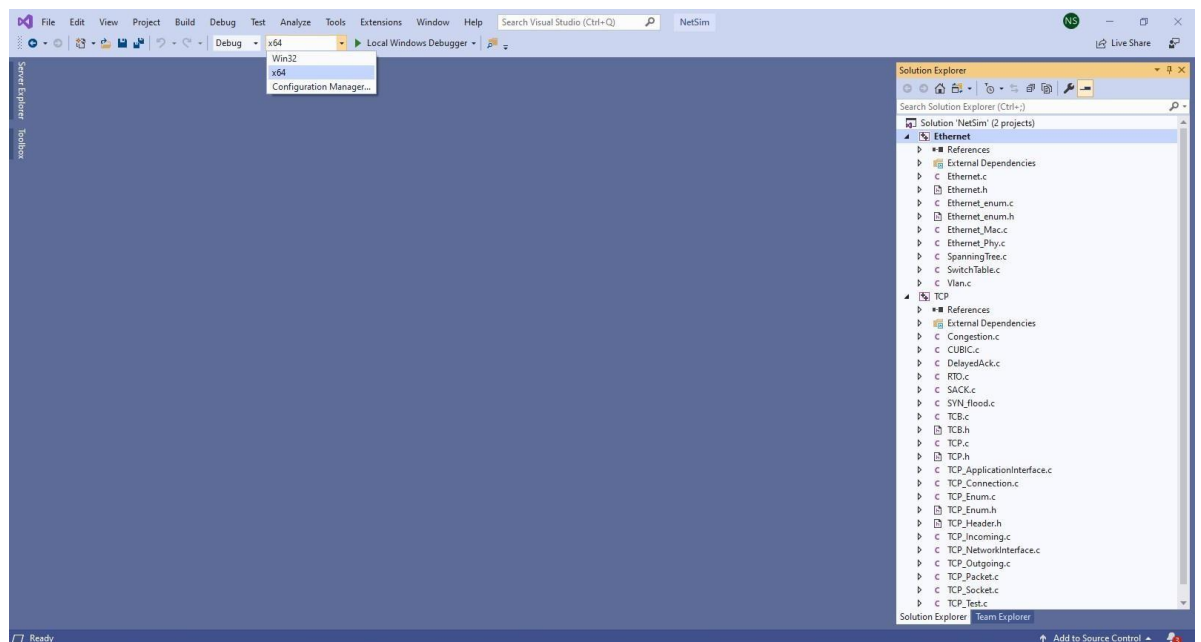 File Edit View Project Build Debug Test Analyze Tools Extensions Window Help Search Visual Studio (Ctrl+Q) NetSim NS
Debug x64 Local Windows Debugger Live Share
Win32
x64
Configuration Manager...
Server Explorer
Toolbox
Solution Explorer
Search Solution Explorer (Ctrl+;)
Solution 'NetSim' (2 projects)
Ethernet
References
External Dependencies
Ethernet.c
Ethernet.h
Ethernet_enum.c
Ethernet_enum.h
Ethernet_Mac.c
Ethernet_Phy.c
SpanningTree.c
SwitchTable.c
Vlan.c
TCP
References
External Dependencies
Congestion.c
CUBIC.c
DelayedAck.c
RTO.c
SACK.c
SYN_flood.c
TCB.c
TCB.h
TCP.c
TCP.h
TCP_ApplicationInterface.c
TCP_Connection.c
TCP_Enum.c
TCP_Enum.h
TCP_Header.h
TCP_Incoming.c
TCP_NetworkInterface.c
TCP_Outgoing.c
TCP_Packet.c
TCP_Socket.c
TCP_Test.c
Solution Explorer Team Explorer
Ready Add to Source Control